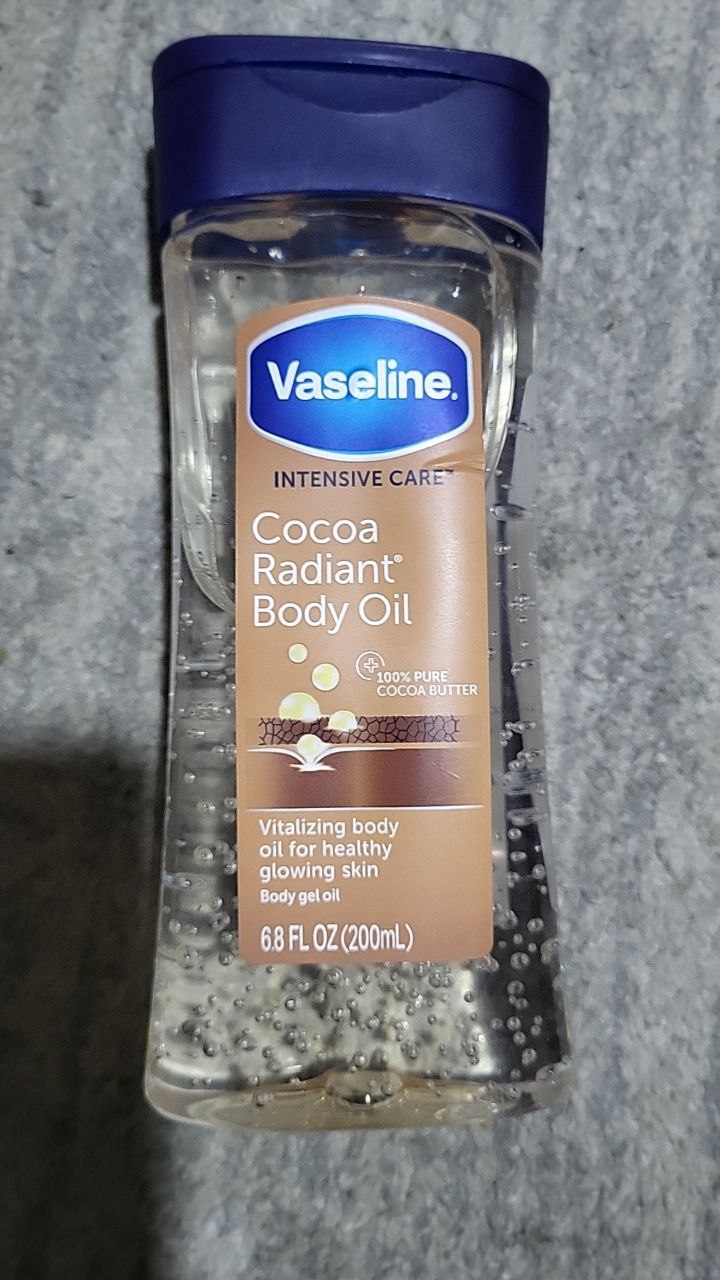 Vaseline.
INTENSIVE CARE™
Cocoa
Radiant®
Body Oil
100% PURE
COCOA BUTTER
Vitalizing body
oil for healthy
glowing skin
Body gel oil
6.8 FL OZ (200mL)